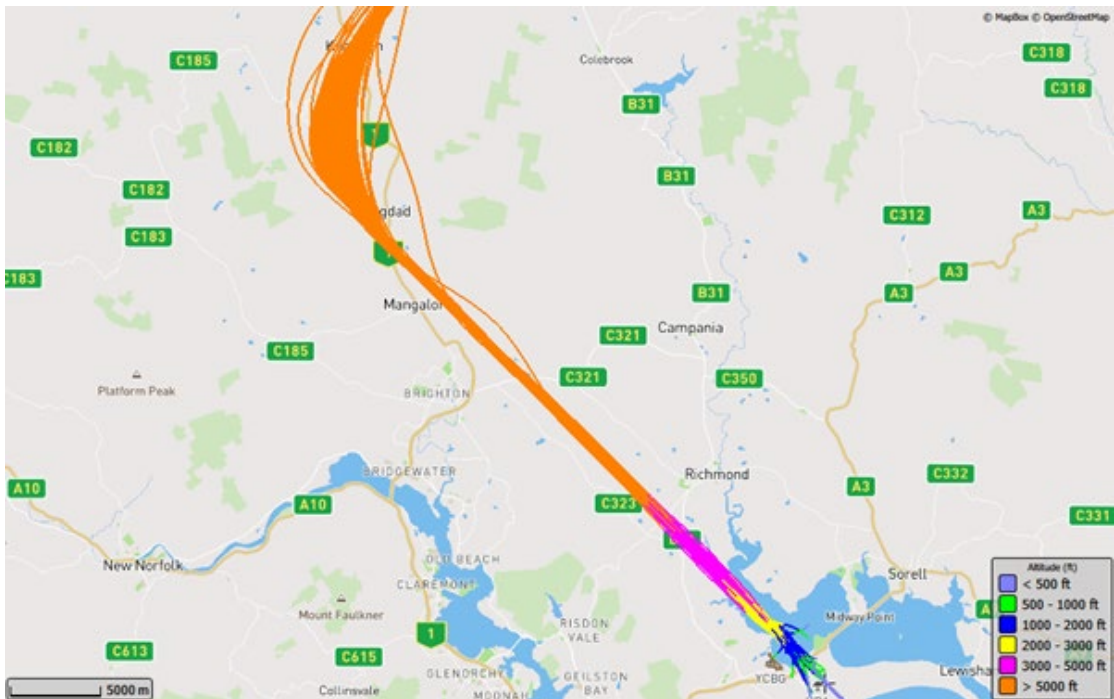 © MapBox © OpenStreetMap
C185
Colebrook
C318
C318
B31
1
C182
B31
C182
C312
A3
gdad
C183
C183
A3
A3
B31
Mangalor
C321
Campania
C185
C321
C350
Platform Peak
BRIGHTON
BRIDGEWATER
Richmond
C332
A10
A10
C323
A3
C331
New Norfolk
OLD BEACH
CLAREMONT
Sorell
Mount Faulkner
Midway Point
RISDON
VALE
1
C613
C615
GLENORCHY
GEILSTON
BAY
YCBG
Lewisha
Collinsvale
MOONAH
5000 m
Altitude (ft)
< 500 ft
500 - 1000 ft
1000 - 2000 ft
2000 - 3000 ft
3000 - 5000 ft
> 5000 ft